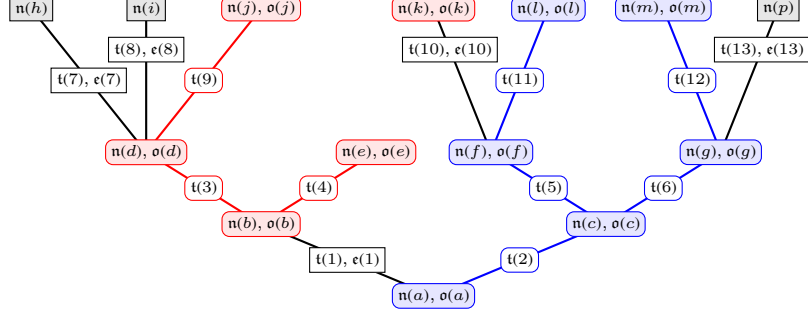 𝔫(h) 𝔫(i) 𝔫(j), 𝔬(j) 𝔫(k), 𝔬(k) 𝔫(l), 𝔬(l) 𝔫(m), 𝔬(m) 𝔫(p)
𝔱(8), 𝔢(8) 𝔱(10), 𝔢(10) 𝔱(13), 𝔢(13)
𝔱(7), 𝔢(7) 𝔱(9) 𝔱(11) 𝔱(12)
𝔫(d), 𝔬(d) 𝔫(e), 𝔬(e) 𝔫(f), 𝔬(f) 𝔫(g), 𝔬(g)
𝔱(3) 𝔱(4) 𝔱(5) 𝔱(6)
𝔫(b), 𝔬(b) 𝔫(c), 𝔬(c)
𝔱(1), 𝔢(1) 𝔱(2)
𝔫(a), 𝔬(a)